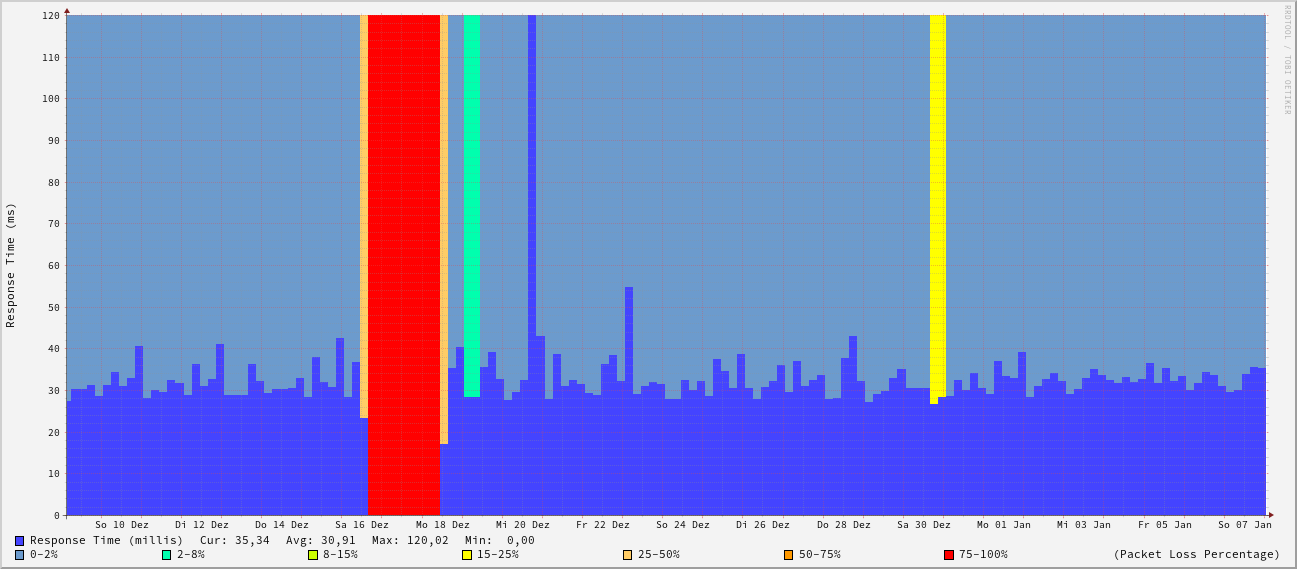 RRDTOOL / TOBI OETIKER
Response Time (ms)
120
110
100
90
80
70
60
50
40
30
20
10
0
So 10 Dez Di 12 Dez Do 14 Dez Sa 16 Dez Mo 18 Dez Mi 20 Dez Fr 22 Dez So 24 Dez Di 26 Dez Do 28 Dez Sa 30 Dez Mo 01 Jan Mi 03 Jan Fr 05 Jan So 07 Jan
Response Time (millis) Cur: 35,34 Avg: 30,91 Max: 120,02 Min: 0,00
0-2% 2-8% 8-15% 15-25% 25-50% 50-75% 75-100% (Packet Loss Percentage)